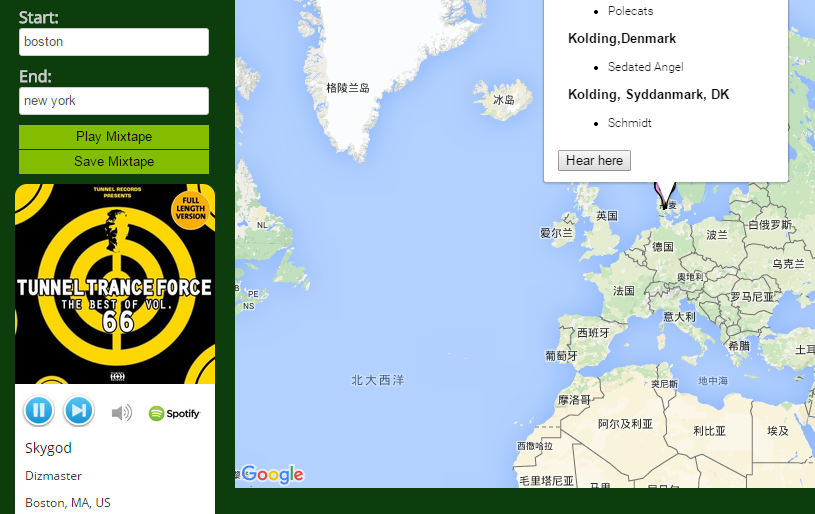 Start:
boston
End:
new york
Play Mixtape
Save Mixtape
TUNNEL RECORDS
PRESENTS
FULL
LENGTH
VERSION
TUNNEL TRANCE FORCE
THE BEST OF VOL.
66
Spotify
Skygod
Dizmaster
Boston, MA, US
Polecats
Kolding,Denmark
Sedated Angel
Kolding, Syddanmark, DK
Schmidt
Hear here
格陵兰岛
冰岛
NL
PE
NS
英国
爱尔兰
德国
波兰
白俄罗斯
乌克兰
奥地利
法国
罗马尼亚
意大利
西班牙
葡萄牙
希腊
土耳
北大西洋
突尼斯
地中海
摩洛哥
阿尔及利亚
利比亚
埃及
西撒哈拉
毛里塔尼亚
马里
尼日尔
Google